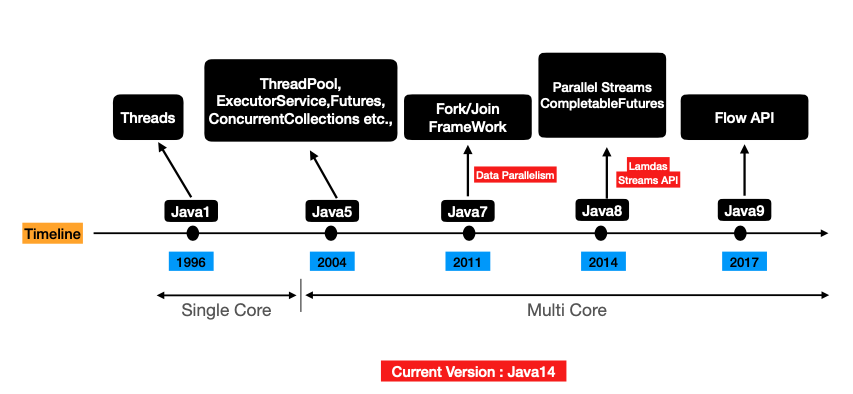 Threads
ThreadPool,
ExecutorService,Futures,
ConcurrentCollections etc.,
Fork/Join
FrameWork
Parallel Streams
CompletableFutures
Flow API
Data Parallelism
Lamdas
Streams API
Java1
Java5
Java7
Java8
Java9
Timeline
1996
2004
2011
2014
2017
Single Core
Multi Core
Current Version : Java14